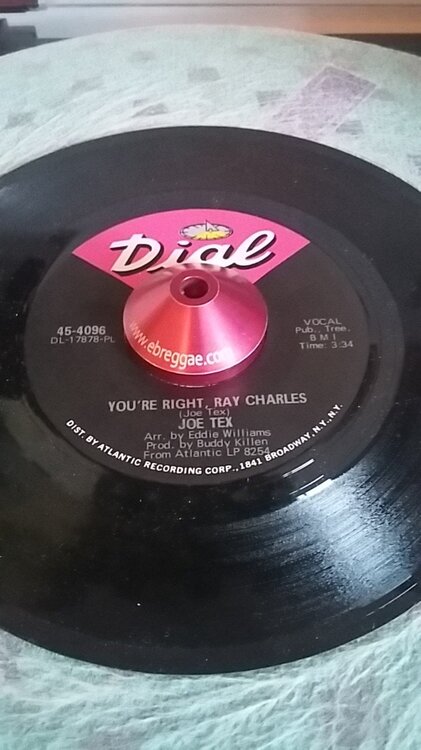 Dial
45-4096
DL-17878-PL
VOCAL
Pub., Tree,
BMI
Time: 3:34
www.ebreggae.com
YOU'RE RIGHT, RAY CHARLES
(Joe Tex)
JOE TEX
Arr. by Eddie Williams
Prod. by Buddy Killen
From Atlantic LP 8254
DIST. BY ATLANTIC RECORDING CORP., 1841 BROADWAY, N.Y., N.Y.